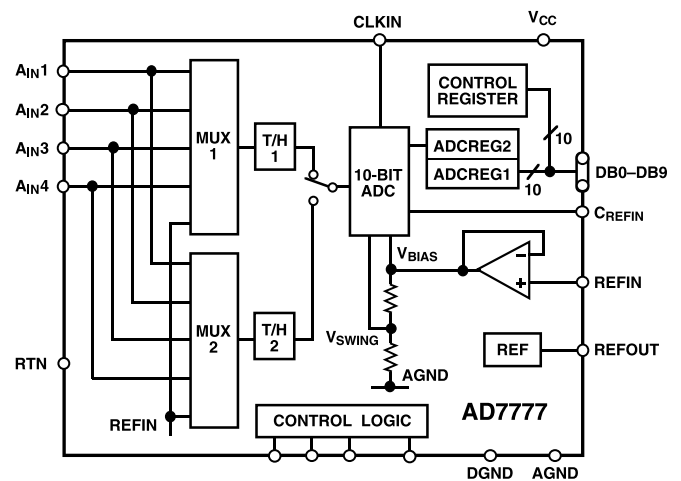 CLKIN
VCC
AIN1
AIN2
AIN3
AIN4
MUX
1
T/H
1
10-BIT
ADC
CONTROL
REGISTER
10
ADCREG2
ADCREG1
10
DB0–DB9
CREFIN
VBIAS
–
+
REFIN
MUX
2
T/H
2
VSWING
REF
REFOUT
RTN
AGND
REFIN
CONTROL LOGIC
AD7777
DGND
AGND